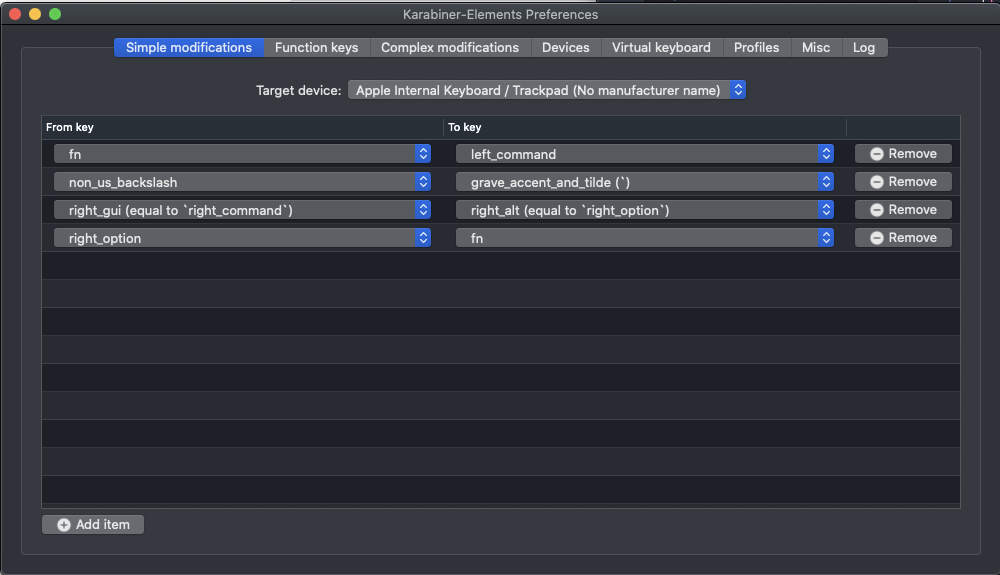 Karabiner-Elements Preferences
Simple modifications Function keys Complex modifications Devices Virtual keyboard Profiles Misc Log
Target device: Apple Internal Keyboard / Trackpad (No manufacturer name)
From key To key
fn left_command Remove
non_us_backslash grave_accent_and_tilde (`) Remove
right_gui (equal to `right_command`) right_alt (equal to `right_option`) Remove
right_option fn Remove
Add item